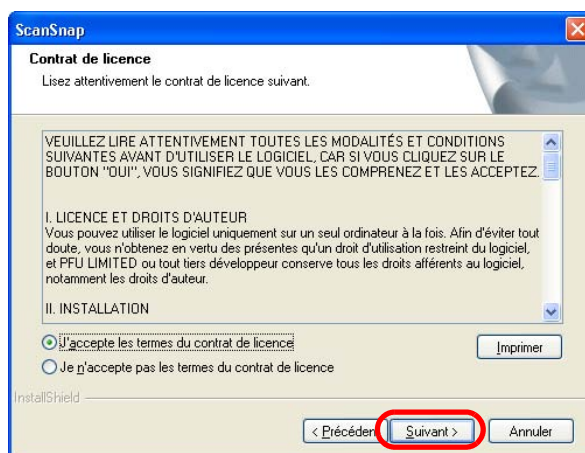 ScanSnap
Contrat de licence
Lisez attentivement le contrat de licence suivant.
VEUILLEZ LIRE ATTENTIVEMENT TOUTES LES MODALITÉS ET CONDITIONS
SUIVANTES AVANT D'UTILISER LE LOGICIEL, CAR SI VOUS CLIQUEZ SUR LE
BOUTON "OUI", VOUS SIGNIFIEZ QUE VOUS LES COMPRENEZ ET LES ACCEPTEZ.
I. LICENCE ET DROITS D'AUTEUR
Vous pouvez utiliser le logiciel uniquement sur un seul ordinateur à la fois. Afin d'éviter tout
doute, vous n'obtenez en vertu des présentes qu'un droit d'utilisation restreint du logiciel,
et PFU LIMITED ou tout tiers développeur conserve tous les droits afférents au logiciel,
notamment les droits d'auteur.
II. INSTALLATION
J'accepte les termes du contrat de licence
Imprimer
Je n'accepte pas les termes du contrat de licence
InstallShield
< Précéden Suivant > Annuler